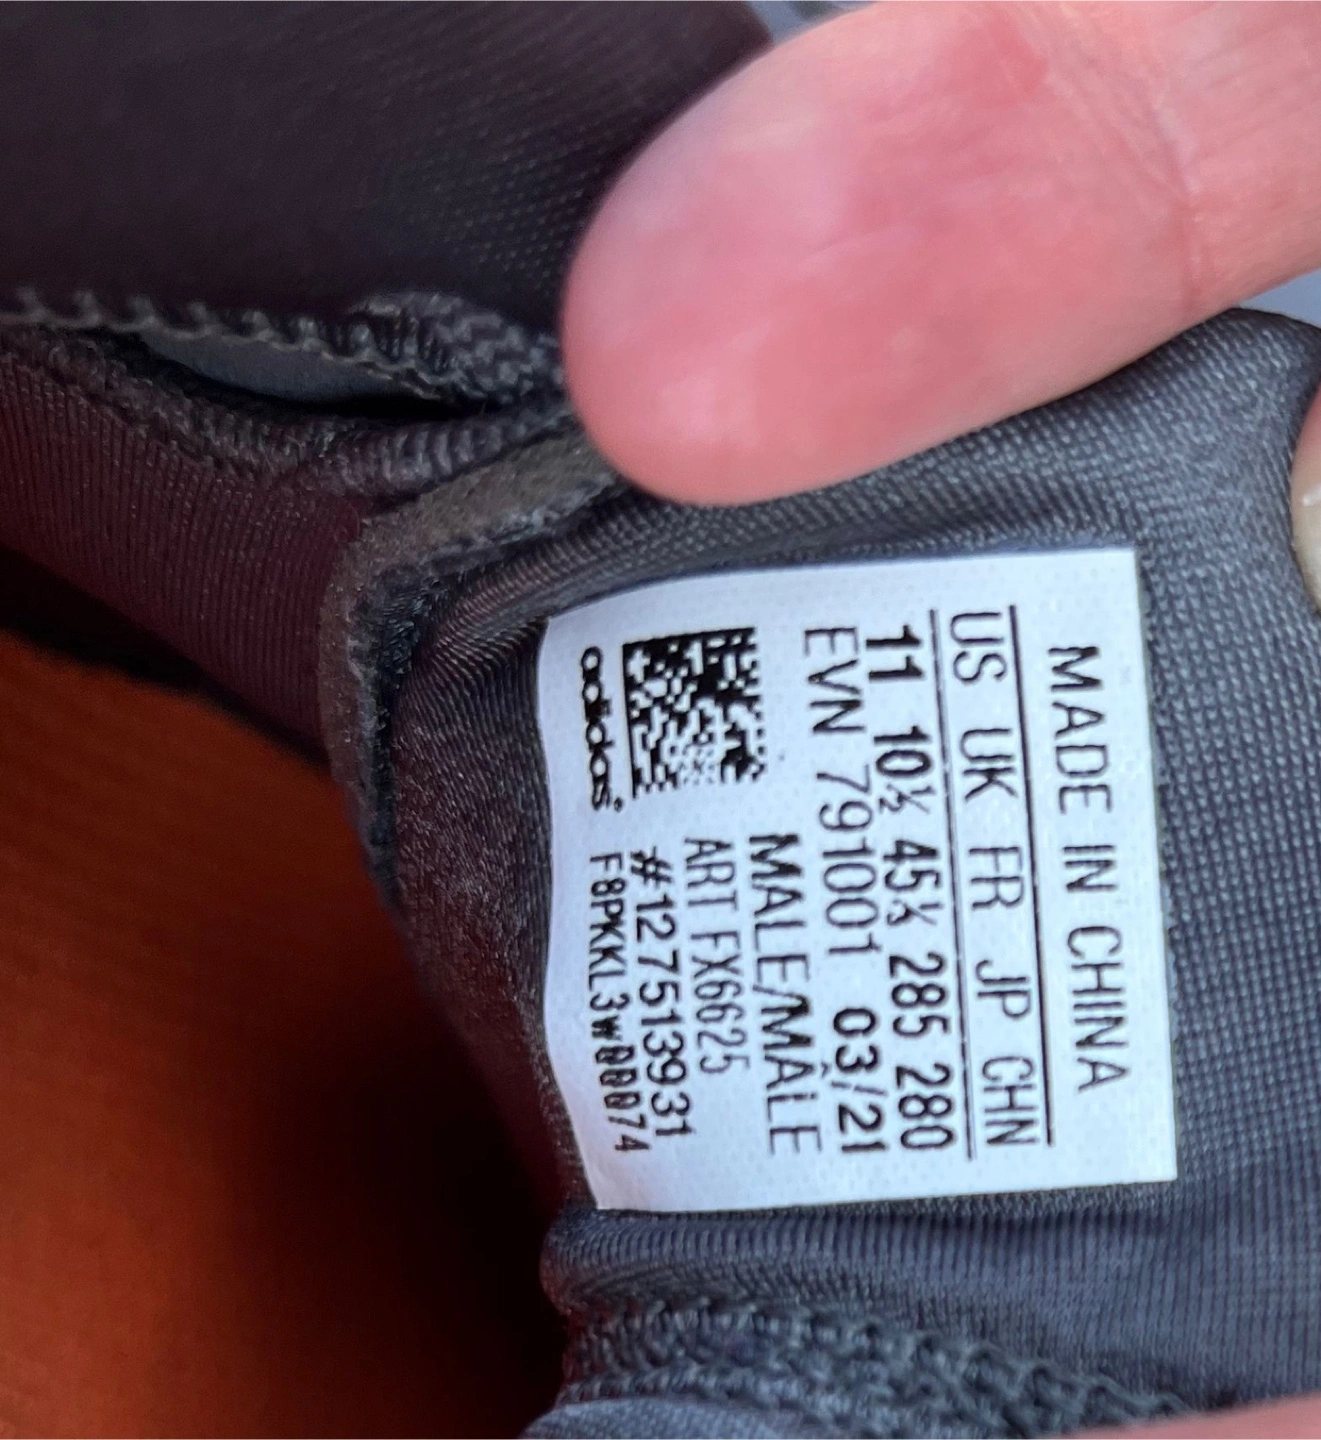 MADE IN CHINA
US UK FR JP CHN
11 10½ 45⅓ 285 280
EVN 791001 03/21
MALE/MÂLE
ART FX6625
#1275139931
F8PKKL3W00074
adidas